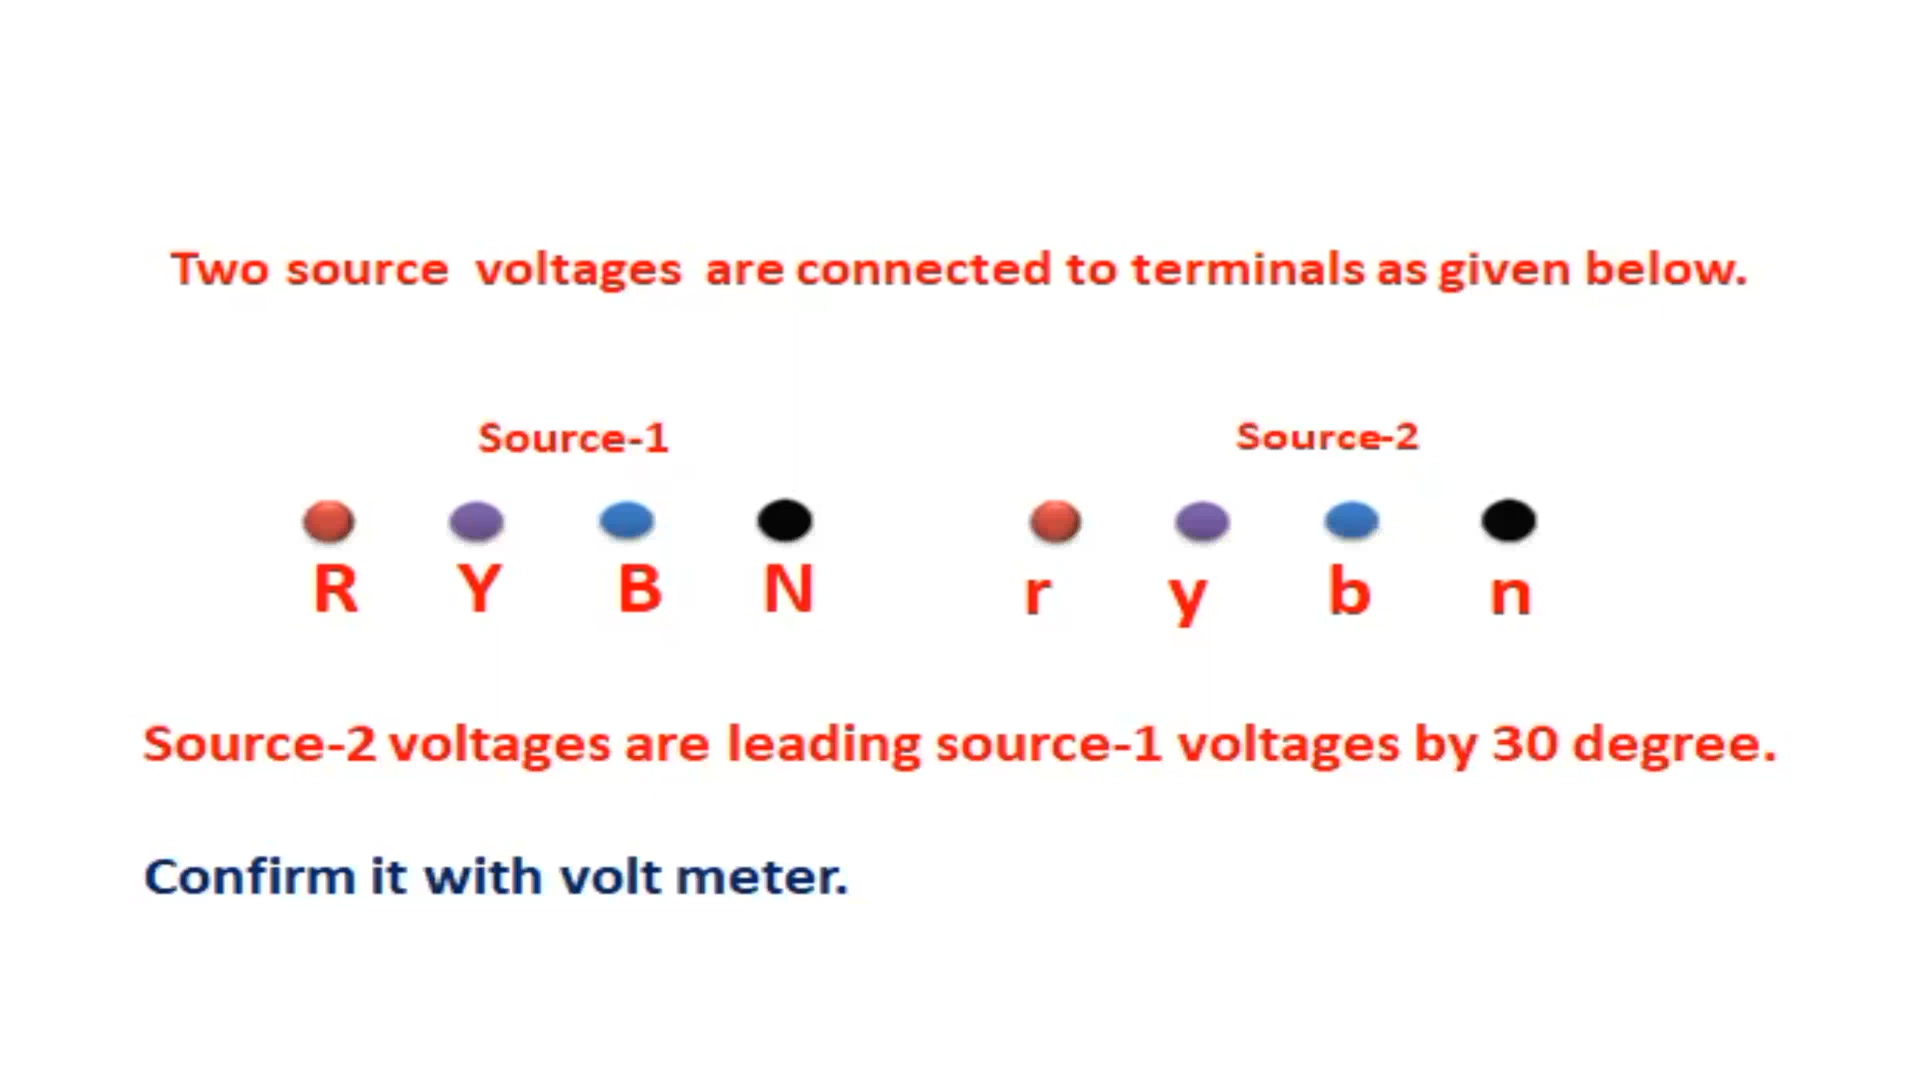 Two source voltages are connected to terminals as given below.
Source-1 Source-2
R Y B N r y b n
Source-2 voltages are leading source-1 voltages by 30 degree.
Confirm it with volt meter.